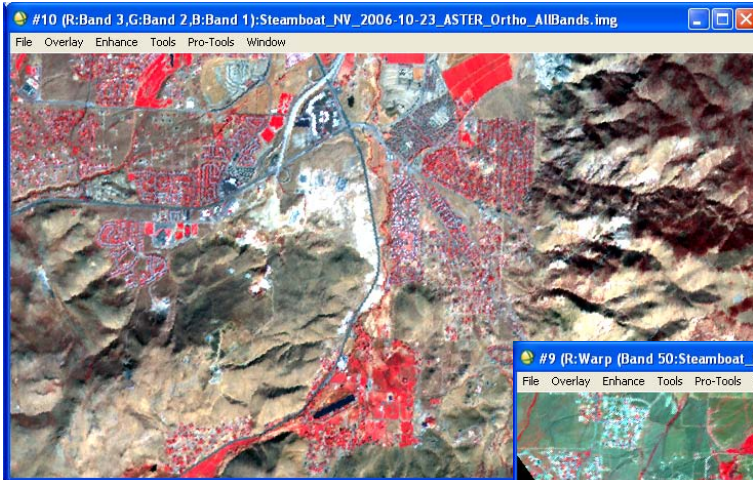 #10 (R:Band 3,G:Band 2,B:Band 1):Steamboat_NV_2006-10-23_ASTER_Ortho_AllBands.img
File Overlay Enhance Tools Pro-Tools Window
#9 (R:Warp (Band 50:Steamboat_
File Overlay Enhance Tools Pro-Tools